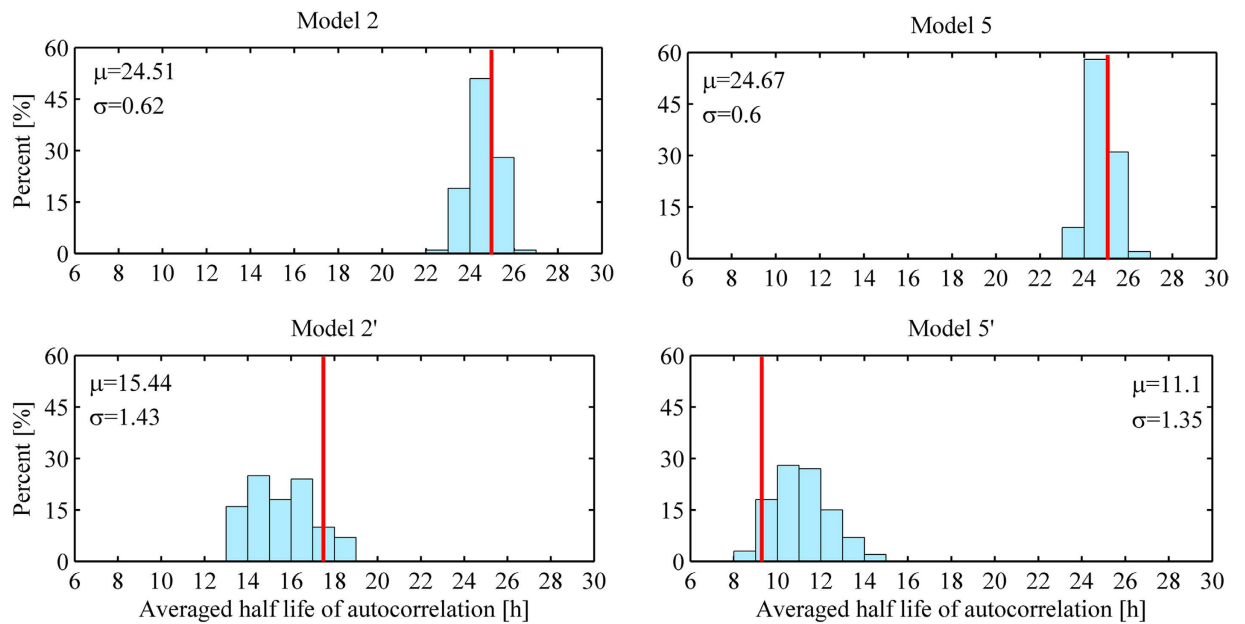 Model 2
60
45
30
15
0
Percent [%]
μ=24.51
σ=0.62
6 8 10 12 14 16 18 20 22 24 26 28 30
Model 5
60
45
30
15
0
μ=24.67
σ=0.6
6 8 10 12 14 16 18 20 22 24 26 28 30
Model 2'
60
45
30
15
0
Percent [%]
μ=15.44
σ=1.43
6 8 10 12 14 16 18 20 22 24 26 28 30
Averaged half life of autocorrelation [h]
Model 5'
60
45
30
15
0
μ=11.1
σ=1.35
6 8 10 12 14 16 18 20 22 24 26 28 30
Averaged half life of autocorrelation [h]